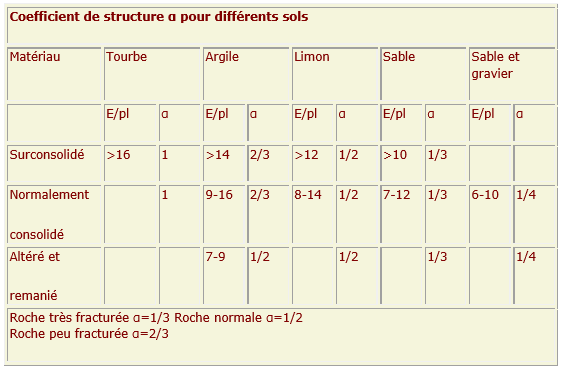 Coefficient de structure α pour différents sols
Matériau Tourbe Argile Limon Sable Sable et
gravier
E/pl α E/pl α E/pl α E/pl α E/pl α
Surconsolidé >16 1 >14 2/3 >12 1/2 >10 1/3
Normalement 1 9-16 2/3 8-14 1/2 7-12 1/3 6-10 1/4
consolidé
Altéré et 7-9 1/2 1/2 1/3 1/4
remanié
Roche très fracturée α=1/3 Roche normale α=1/2
Roche peu fracturée α=2/3